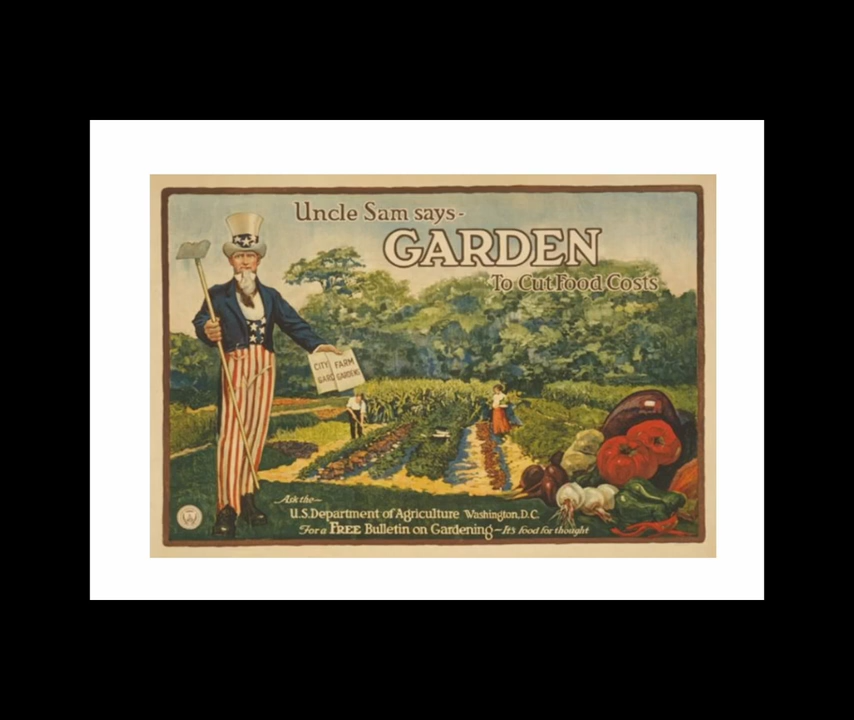 Uncle Sam says-
GARDEN
To Cut Food Costs
CITY FARM
GARD GARDENS
Ask the—
U.S. Department of Agriculture Washington, D.C.
For a FREE Bulletin on Gardening—It's food for thought
W